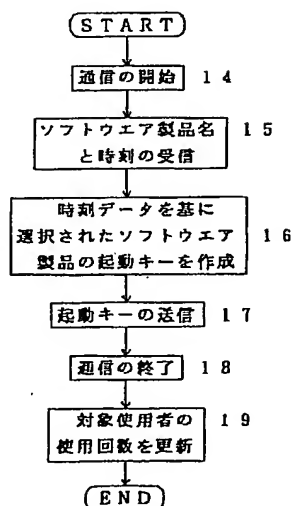 START
通信の開始 14
ソフトウエア製品名 15
と時刻の受信
時刻データを基に
選択されたソフトウエア 16
製品の起動キーを作成
起動キーの送信 17
通信の終了 18
対象使用者の 19
使用回数を更新
END